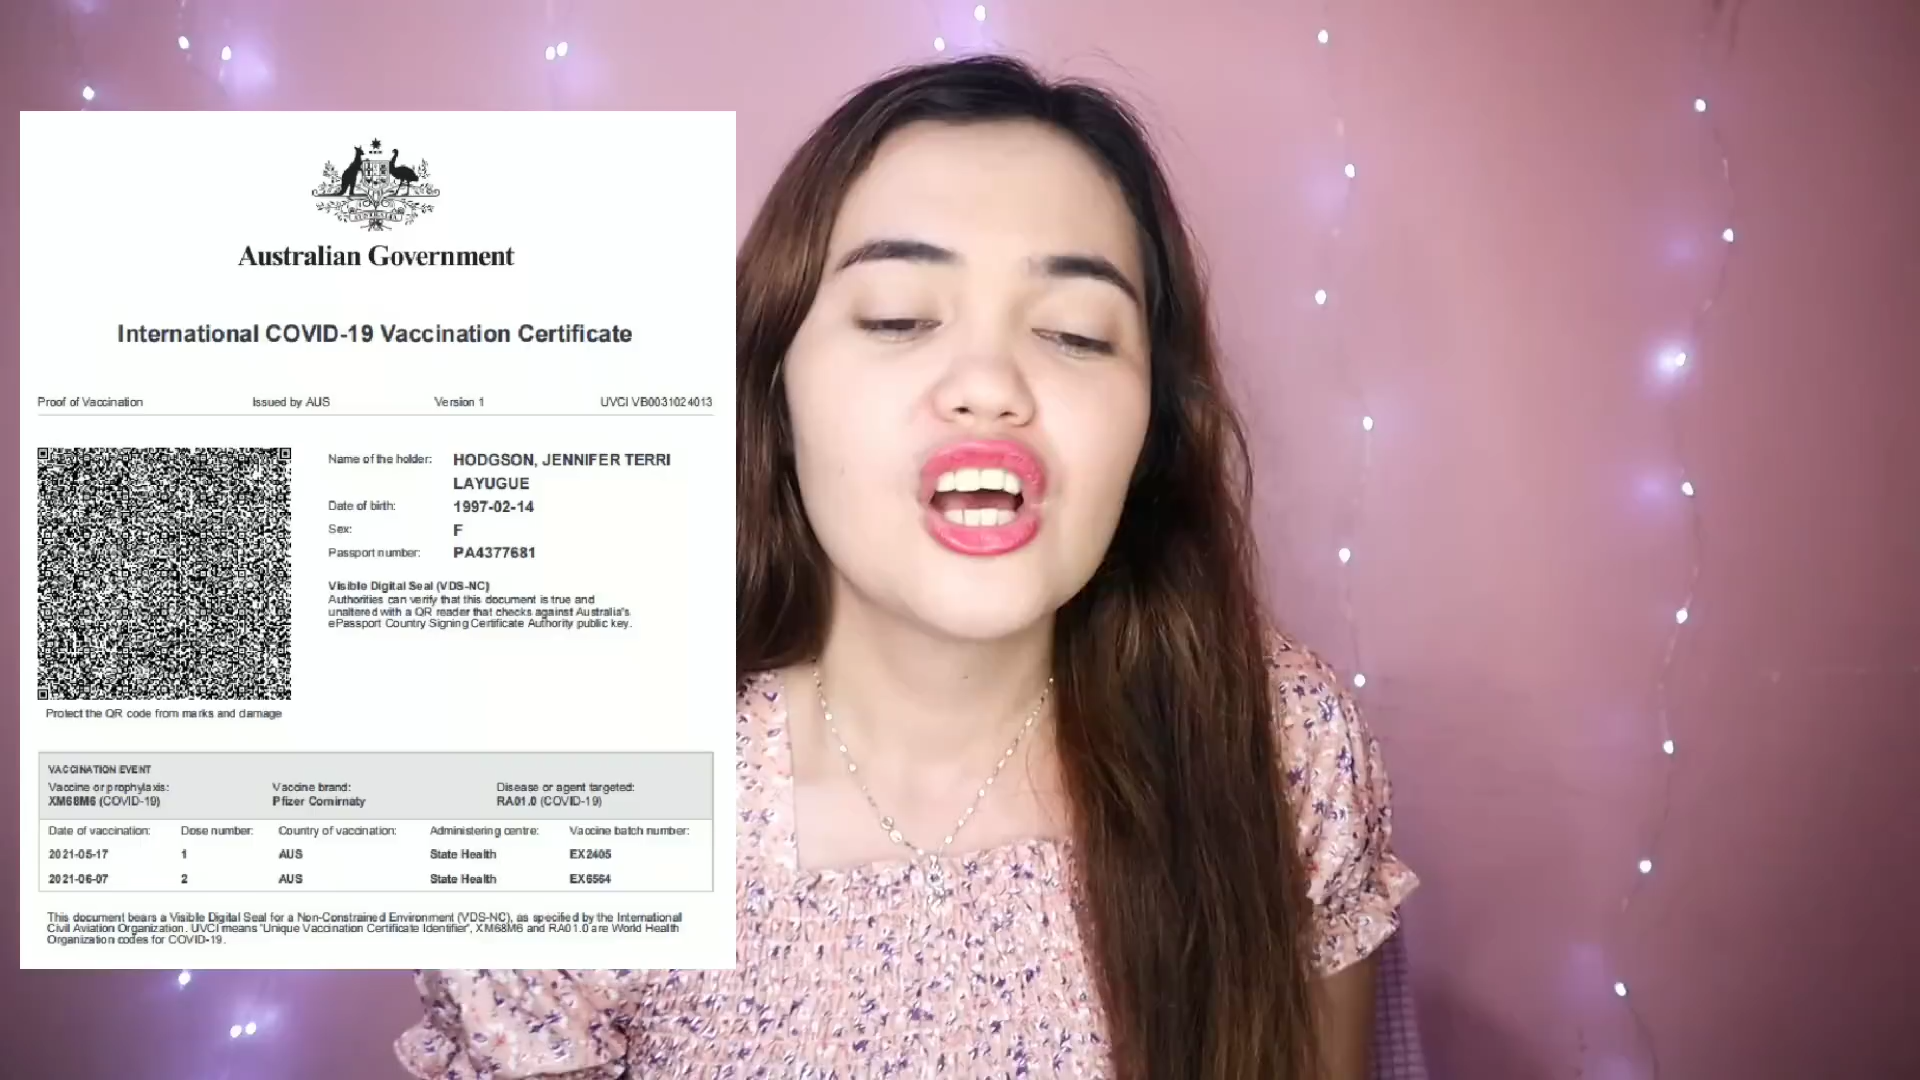 AUSTRALIA
Australian Government
International COVID-19 Vaccination Certificate
Proof of Vaccination Issued by AUS Version 1 UVCI VB0031024013
Name of the holder: HODGSON, JENNIFER TERRI
LAYUGUE
Date of birth: 1997-02-14
Sex: F
Passport number: PA4377681
Visible Digital Seal (VDS-NC)
Authorities can verify that this document is true and
unaltered with a QR reader that checks against Australia's
ePassport Country Signing Certificate Authority public key.
Protect the QR code from marks and damage
VACCINATION EVENT
Vaccine or prophylaxis: Vaccine brand: Disease or agent targeted:
XM68M6 (COVID-19) Pfizer Comirnaty RA01.0 (COVID-19)
Date of vaccination: Dose number: Country of vaccination: Administering centre: Vaccine batch number:
2021-05-17 1 AUS State Health EX2405
2021-06-07 2 AUS State Health EX6564
This document bears a Visible Digital Seal for a Non-Constrained Environment (VDS-NC), as specified by the International
Civil Aviation Organization. UVCI means "Unique Vaccination Certificate Identifier", XM68M6 and RA01.0 are World Health
Organization codes for COVID-19.